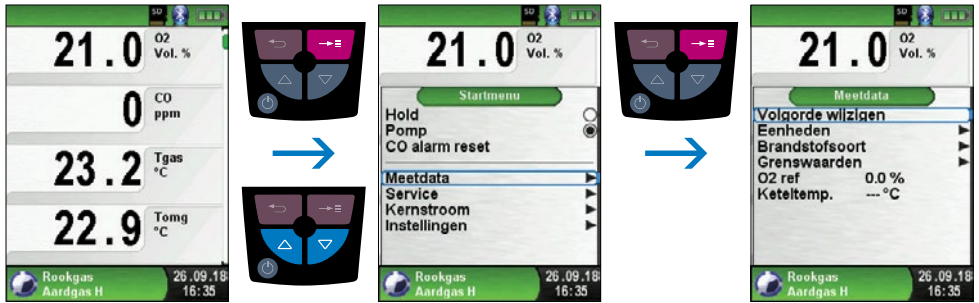 SD
21.0 O2 Vol. %
0 CO ppm
23.2 Tgas °C
22.9 Tomg °C
Rookgas 26.09.18
Aardgas H 16:35
SD
21.0 O2 Vol. %
Startmenu
Hold
Pomp
CO alarm reset
Meetdata
Service
Kernstroom
Instellingen
Rookgas 26.09.18
Aardgas H 16:35
SD
21.0 O2 Vol. %
Meetdata
Volgorde wijzigen
Eenheden
Brandstofsoort
Grenswaarden
O2 ref 0.0 %
Keteltemp. --- °C
Rookgas 26.09.18
Aardgas H 16:35